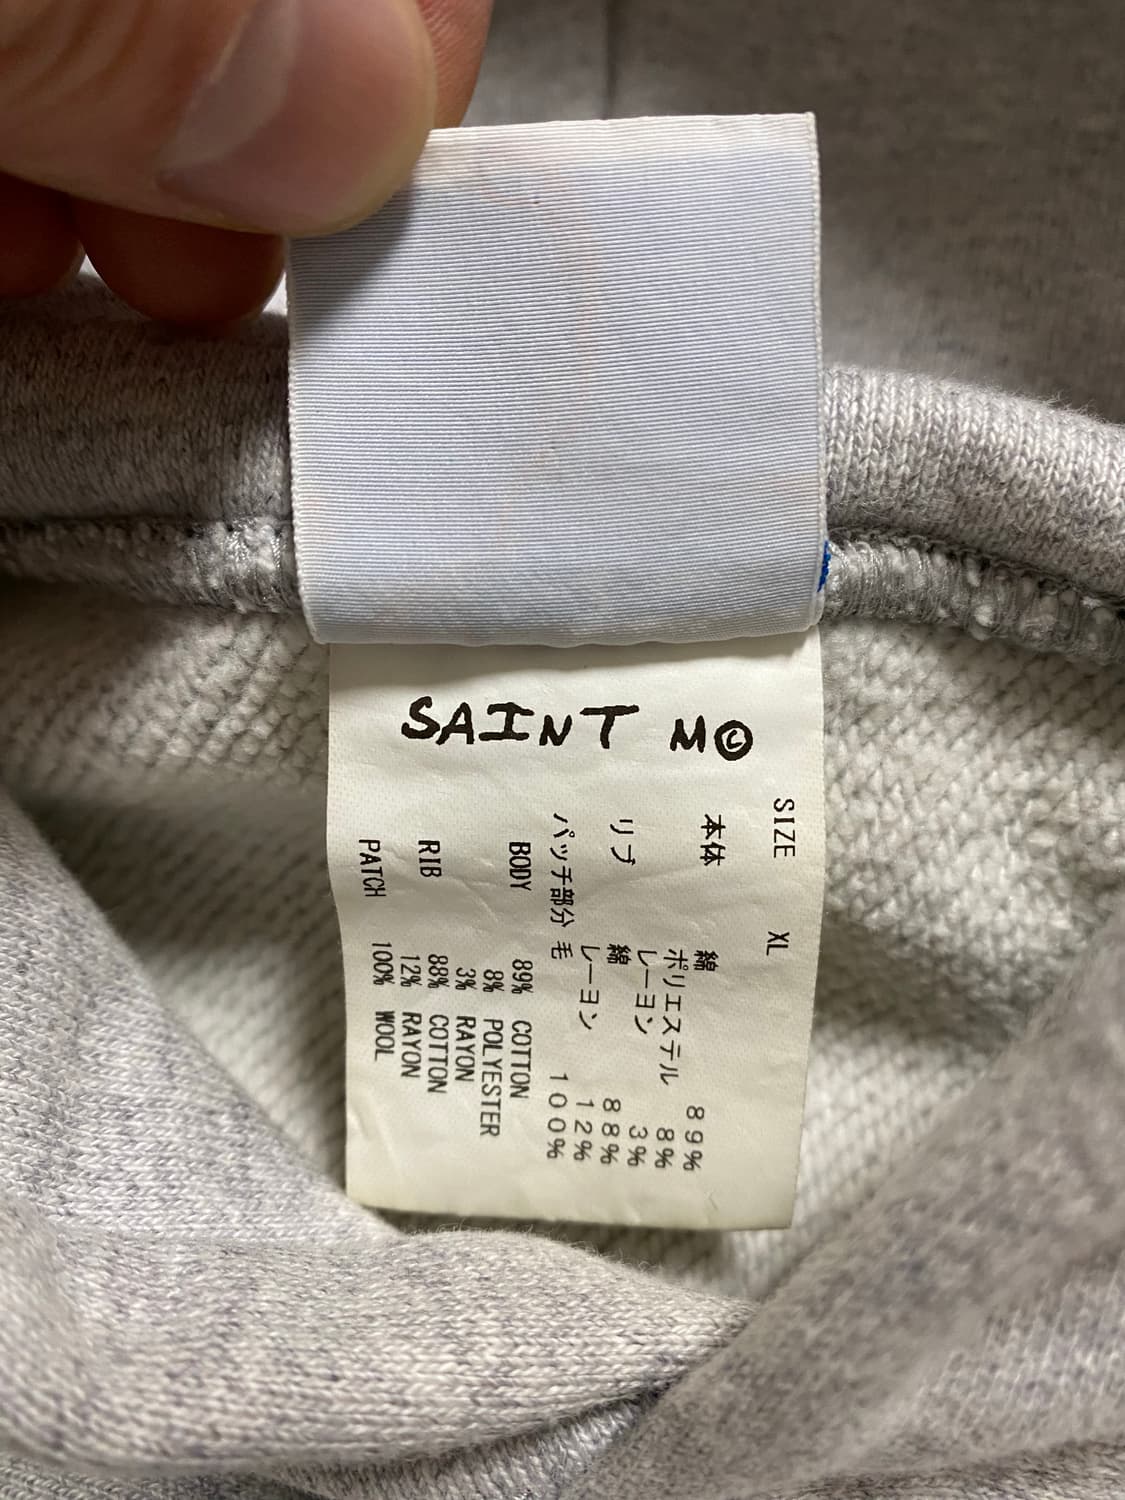 SAINT M©
SIZE XL
本体 綿 89%
ポリエステル 8%
レーヨン 3%
リブ 綿 88%
レーヨン 12%
パッチ部分 毛 100%
BODY 89% COTTON
8% POLYESTER
3% RAYON
RIB 88% COTTON
12% RAYON
PATCH 100% WOOL